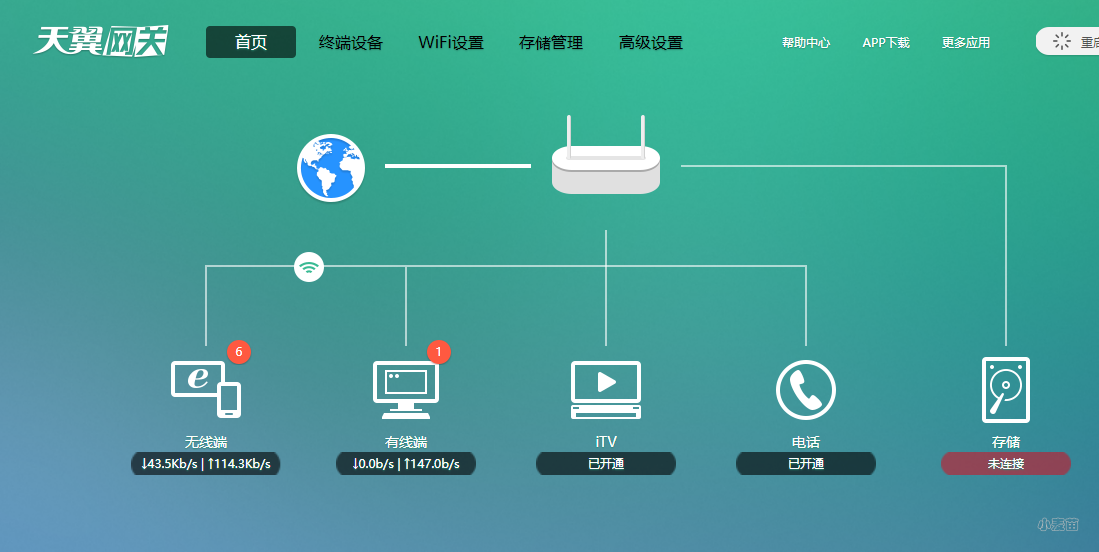 天翼网关
首页 终端设备 WiFi设置 存储管理 高级设置 帮助中心 APP下载 更多应用 重启
6 1
无线端 有线端 iTV 电话 存储
↓43.5Kb/s | ↑114.3Kb/s ↓0.0b/s | ↑147.0b/s 已开通 已开通 未连接